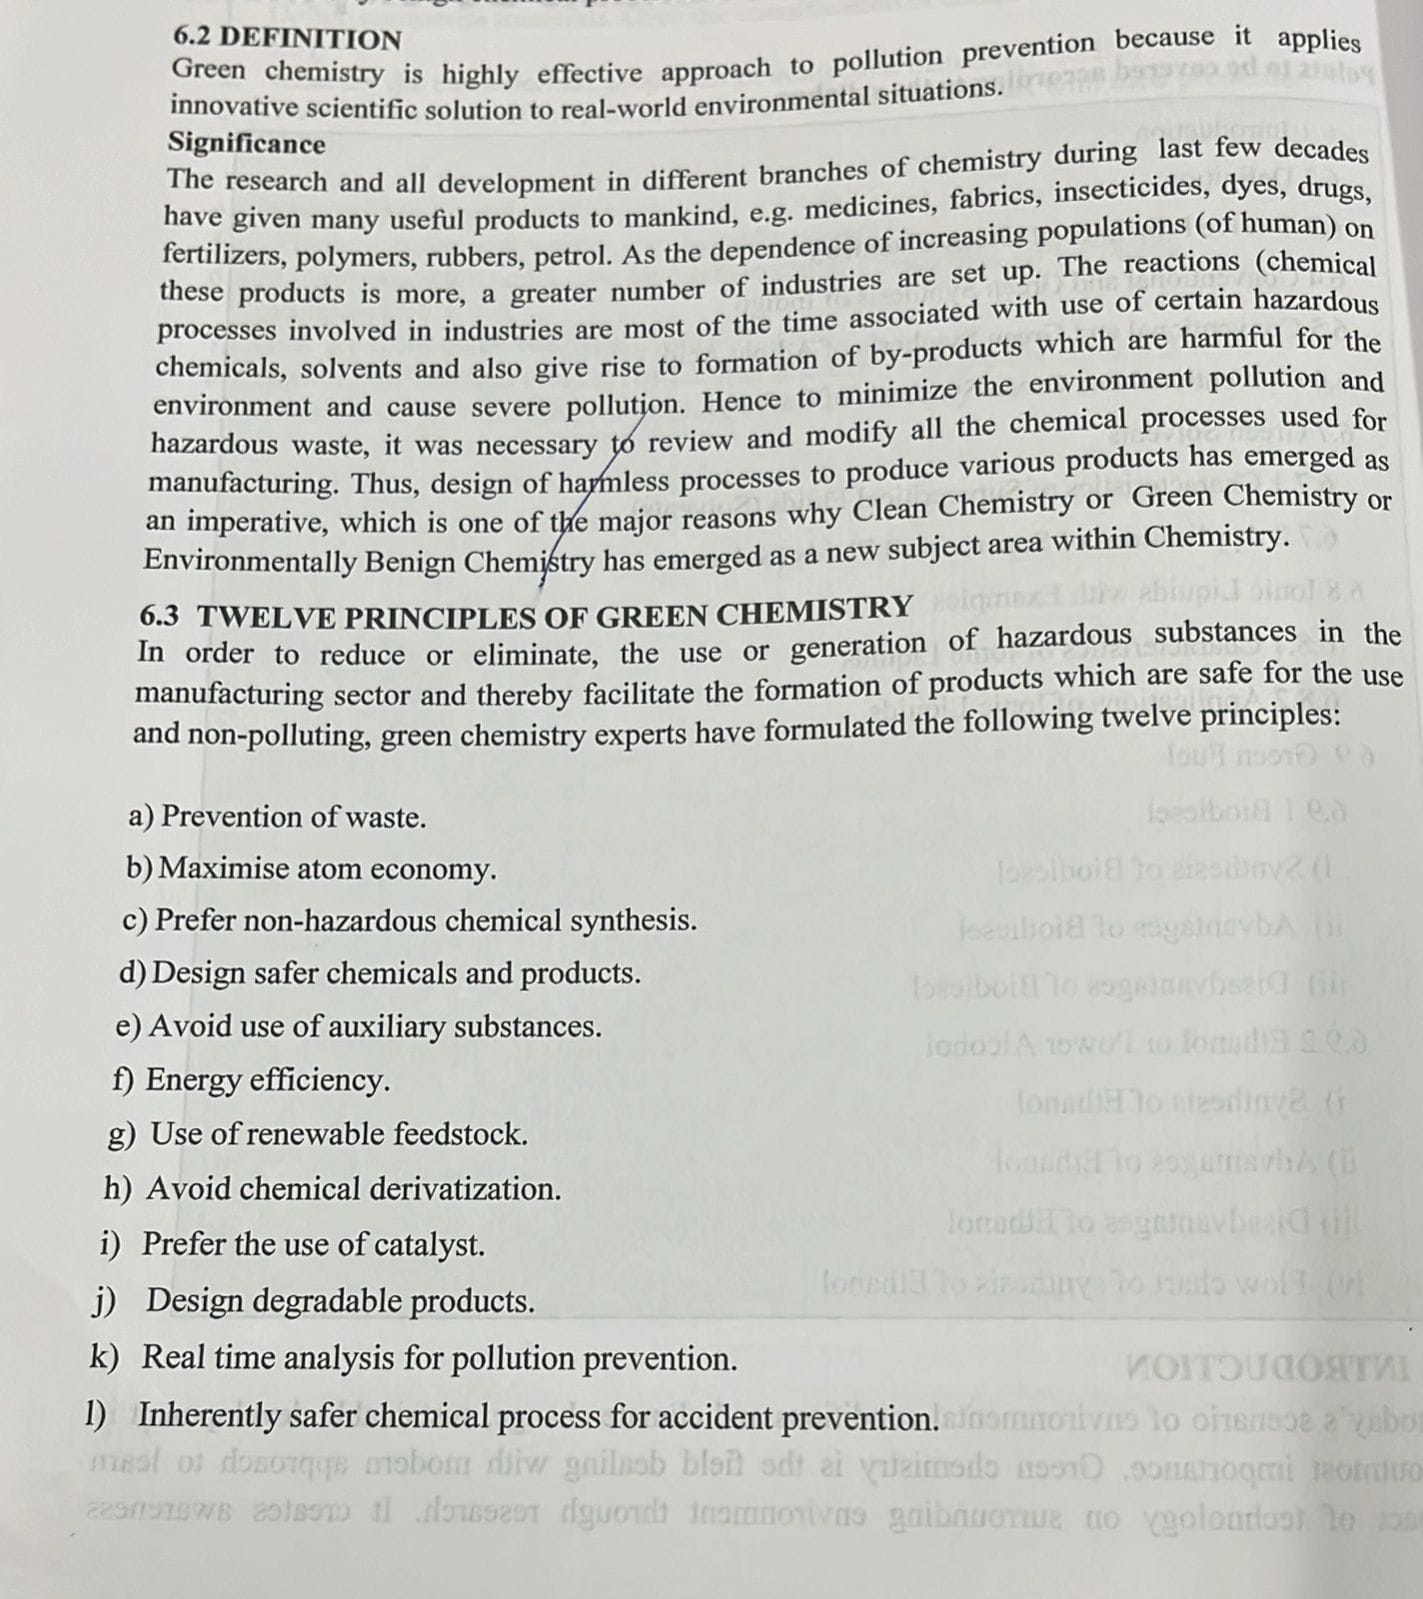 6.2 DEFINITION
Green chemistry is highly effective approach to pollution prevention because it applies
innovative scientific solution to real-world environmental situations.
Significance
The research and all development in different branches of chemistry during last few decades
have given many useful products to mankind, e.g. medicines, fabrics, insecticides, dyes, drugs,
fertilizers, polymers, rubbers, petrol. As the dependence of increasing populations (of human) on
these products is more, a greater number of industries are set up. The reactions (chemical
processes involved in industries are most of the time associated with use of certain hazardous
chemicals, solvents and also give rise to formation of by-products which are harmful for the
environment and cause severe pollution. Hence to minimize the environment pollution and
hazardous waste, it was necessary to review and modify all the chemical processes used for
manufacturing. Thus, design of harmless processes to produce various products has emerged as
an imperative, which is one of the major reasons why Clean Chemistry or Green Chemistry or
Environmentally Benign Chemistry has emerged as a new subject area within Chemistry.
6.3 TWELVE PRINCIPLES OF GREEN CHEMISTRY
In order to reduce or eliminate, the use or generation of hazardous substances in the
manufacturing sector and thereby facilitate the formation of products which are safe for the use
and non-polluting, green chemistry experts have formulated the following twelve principles:
a) Prevention of waste.
b) Maximise atom economy.
c) Prefer non-hazardous chemical synthesis.
d) Design safer chemicals and products.
e) Avoid use of auxiliary substances.
f) Energy efficiency.
g) Use of renewable feedstock.
h) Avoid chemical derivatization.
i) Prefer the use of catalyst.
j) Design degradable products.
k) Real time analysis for pollution prevention.
l) Inherently safer chemical process for accident prevention.